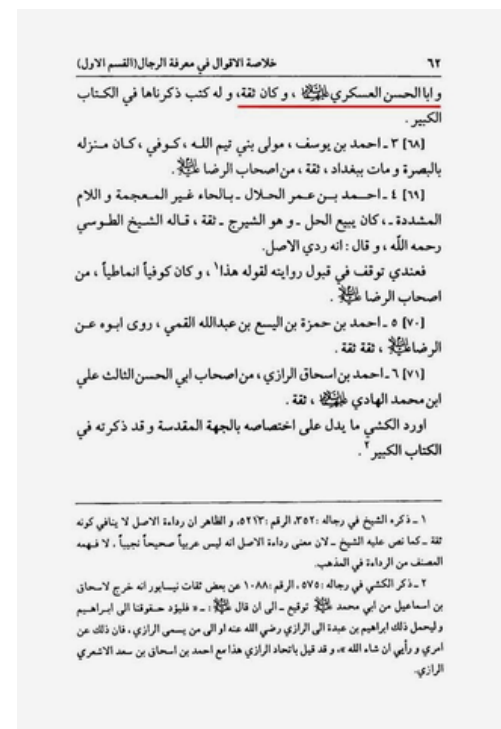 ٦٢ خلاصة الاقوال في معرفة الرجال(القسم الاول)
و ابا الحسن العسكري عليهما السلام ، و كان ثقة، و له كتب ذكرناها في الكتاب
الكبير .
[٦٨] ٣ ـ احمد بن يوسف ، مولى بني تيم الله ، كوفي ، كان منزله
بالبصرة و مات ببغداد ، ثقة ، من اصحاب الرضا عليه السلام .
[٦٩] ٤ ـ احمد بن عمر الحلال ـ بالحاء غير المعجمة و اللام
المشددة ـ، كان يبيع الحل ـ و هو الشيرج ـ ثقة ، قاله الشيخ الطوسي
رحمه الله ، و قال : انه ردي الاصل.
فعندي توقف في قبول روايته لقوله هذا١ ، و كان كوفياً انماطياً ، من
اصحاب الرضا عليه السلام .
[٧٠] ٥ ـ احمد بن حمزة بن اليسع بن عبدالله القمي ، روى ابوه عن
الرضا عليه السلام ، ثقة ثقة .
[٧١] ٦ ـ احمد بن اسحاق الرازي ، من اصحاب ابي الحسن الثالث علي
ابن محمد الهادي عليهما السلام ، ثقة .
اورد الكشي ما يدل على اختصاصه بالجهة المقدسة و قد ذكرته في
الكتاب الكبير٢ .
١ ـ ذكره الشيخ في رجاله : ٣٥٢، الرقم :٥٢١٣، و الظاهر ان رداءة الاصل لا ينافي كونه
ثقة ـ كما نص عليه الشيخ ـ لان معنى رداءة الاصل انه ليس عربياً صحيحاً نجيباً ، لا فهمه
المصنف من الرداءة في المذهب.
٢ ـ ذكر الكشي في رجاله : ٥٧٥ ، الرقم :١٠٨٨ عن بعض ثقات نيسابور انه خرج لاسحاق
بن اسماعيل من ابي محمد عليه السلام توقيع ـ الى ان قال عليه السلام : ـ « فليؤد حقوقنا الى ابراهيم
و ليحمل ذلك ابراهيم بن عبدة الى الرازي رضي الله عنه او الى من يسمى الرازي ، فان ذلك عن
امري و رأيي ان شاء الله »، و قد قيل باتحاد الرازي هذا مع احمد بن اسحاق بن سعد الاشعري
الرازي.